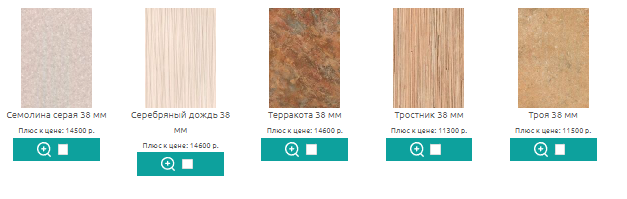 Семолина серая 38 мм
Плюс к цене: 14500 р.
Серебряный дождь 38
мм
Плюс к цене: 14600 р.
Терракота 38 мм
Плюс к цене: 14600 р.
Тростник 38 мм
Плюс к цене: 11300 р.
Троя 38 мм
Плюс к цене: 11500 р.